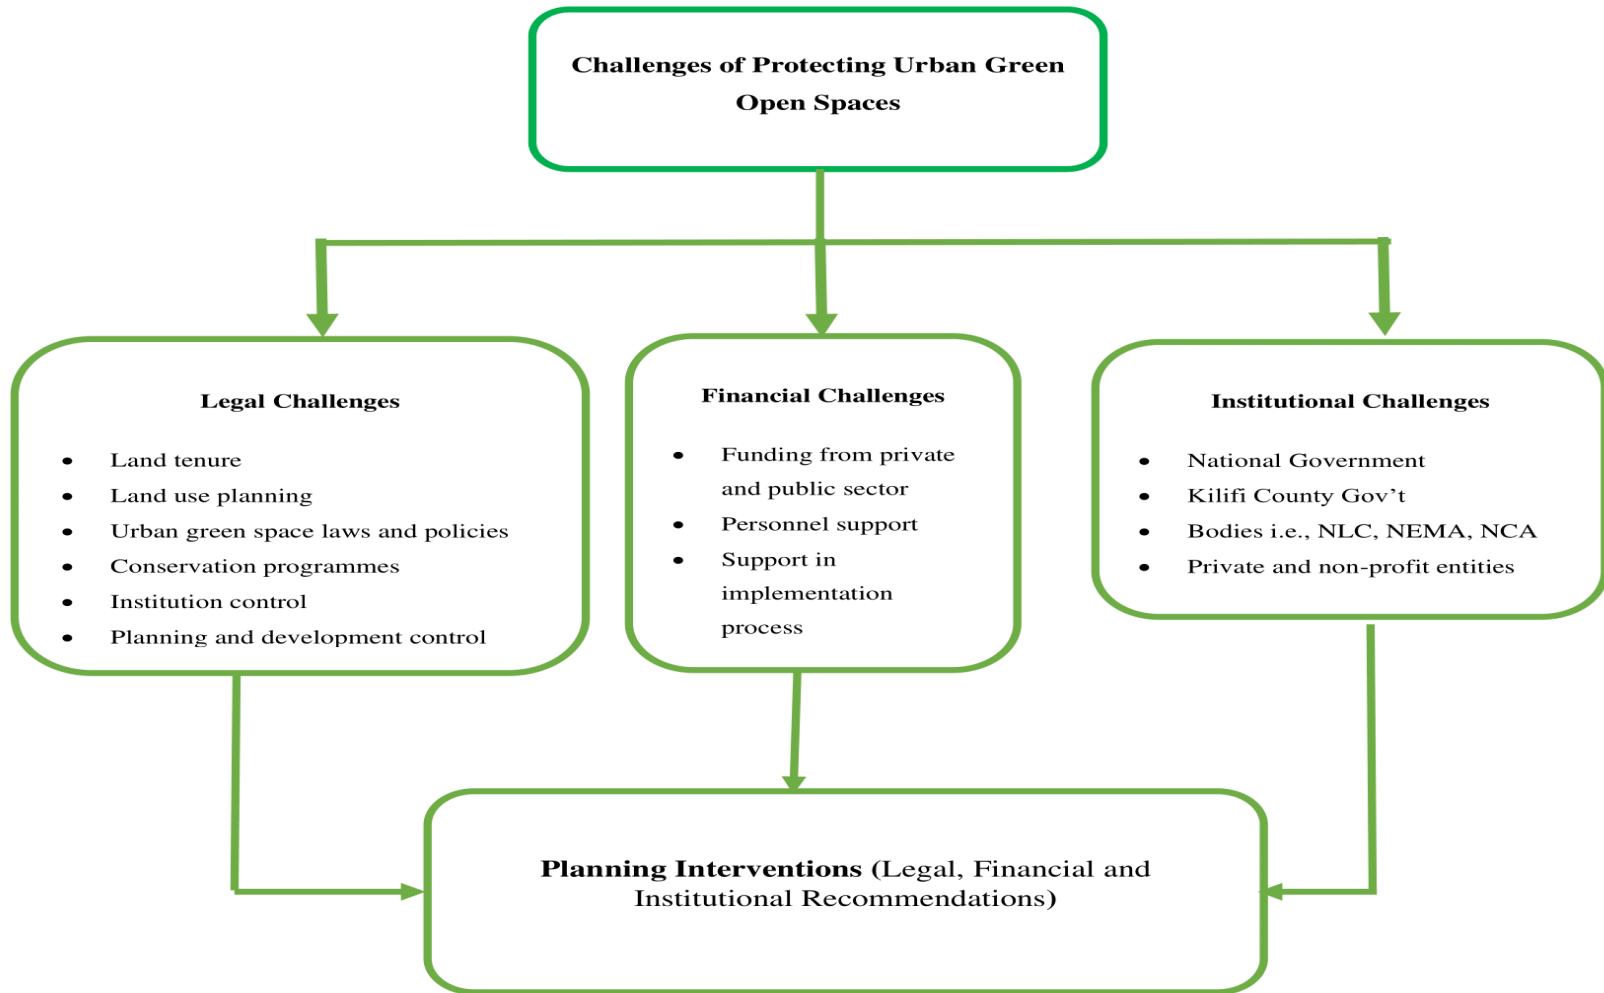 Challenges of Protecting Urban Green
Open Spaces
Legal Challenges
• Land tenure
• Land use planning
• Urban green space laws and policies
• Conservation programmes
• Institution control
• Planning and development control
Financial Challenges
• Funding from private
and public sector
• Personnel support
• Support in
implementation
process
Institutional Challenges
• National Government
• Kilifi County Gov't
• Bodies i.e., NLC, NEMA, NCA
• Private and non-profit entities
Planning Interventions (Legal, Financial and
Institutional Recommendations)